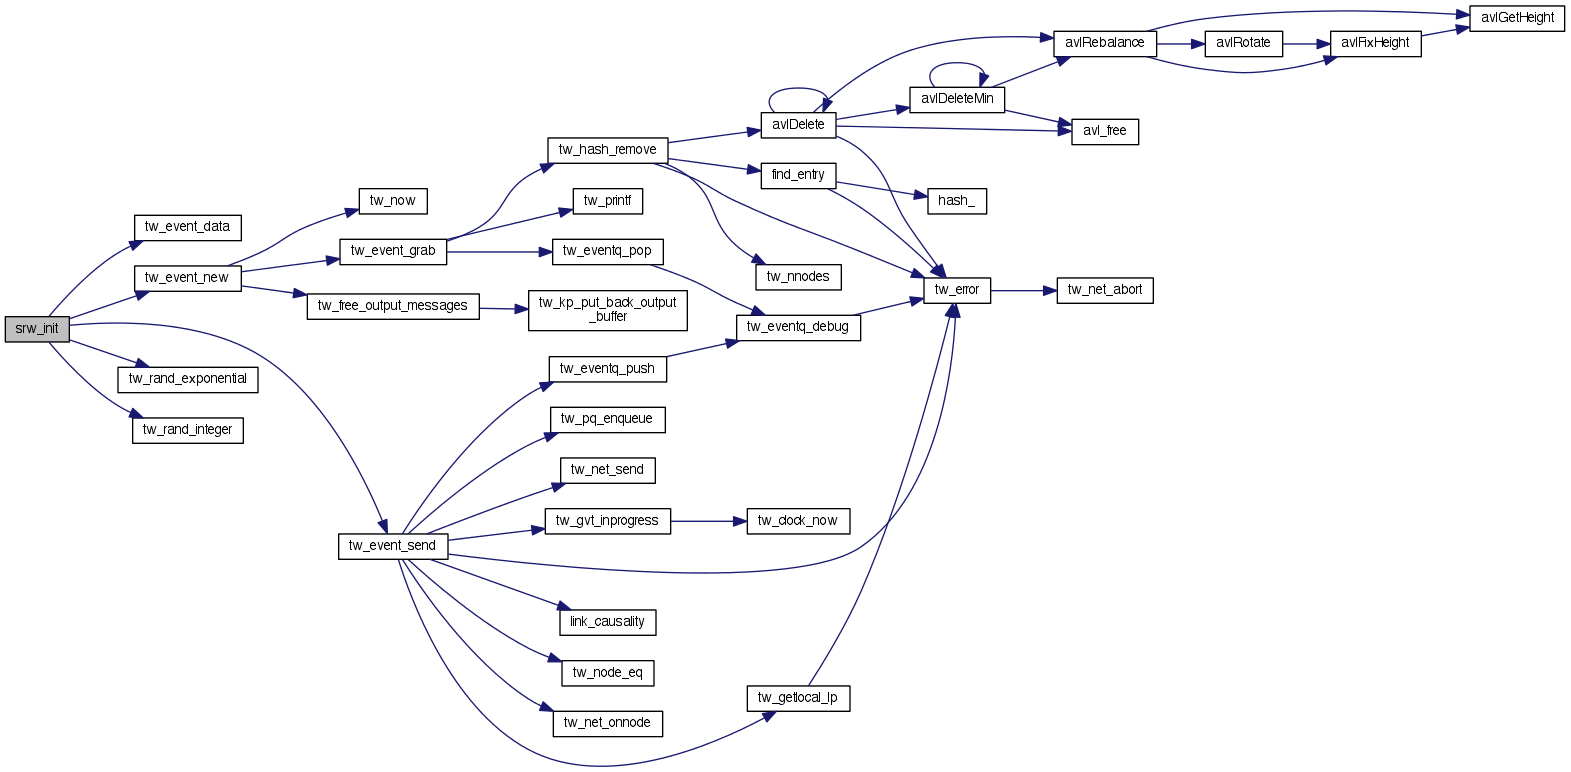 avlGetHeight
avlRebalance
avlRotate
avlFixHeight
avlDeleteMin
avlDelete
avl_free
tw_hash_remove
find_entry
tw_now
hash_
tw_printf
tw_event_data
tw_event_grab
tw_eventq_pop
tw_event_new
tw_nnodes
tw_error
tw_net_abort
tw_free_output_messages
tw_kp_put_back_output
_buffer
srw_init
tw_eventq_debug
tw_eventq_push
tw_rand_exponential
tw_pq_enqueue
tw_rand_integer
tw_net_send
tw_gvt_inprogress
tw_clock_now
tw_event_send
link_causality
tw_node_eq
tw_getlocal_lp
tw_net_onnode